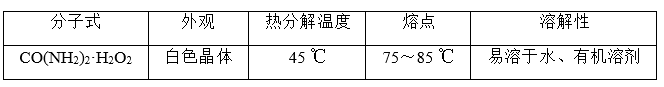 分子式 外观 热分解温度 熔点 溶解性
CO(NH2)2·H2O2 白色晶体 45 ℃ 75～85 ℃ 易溶于水、有机溶剂